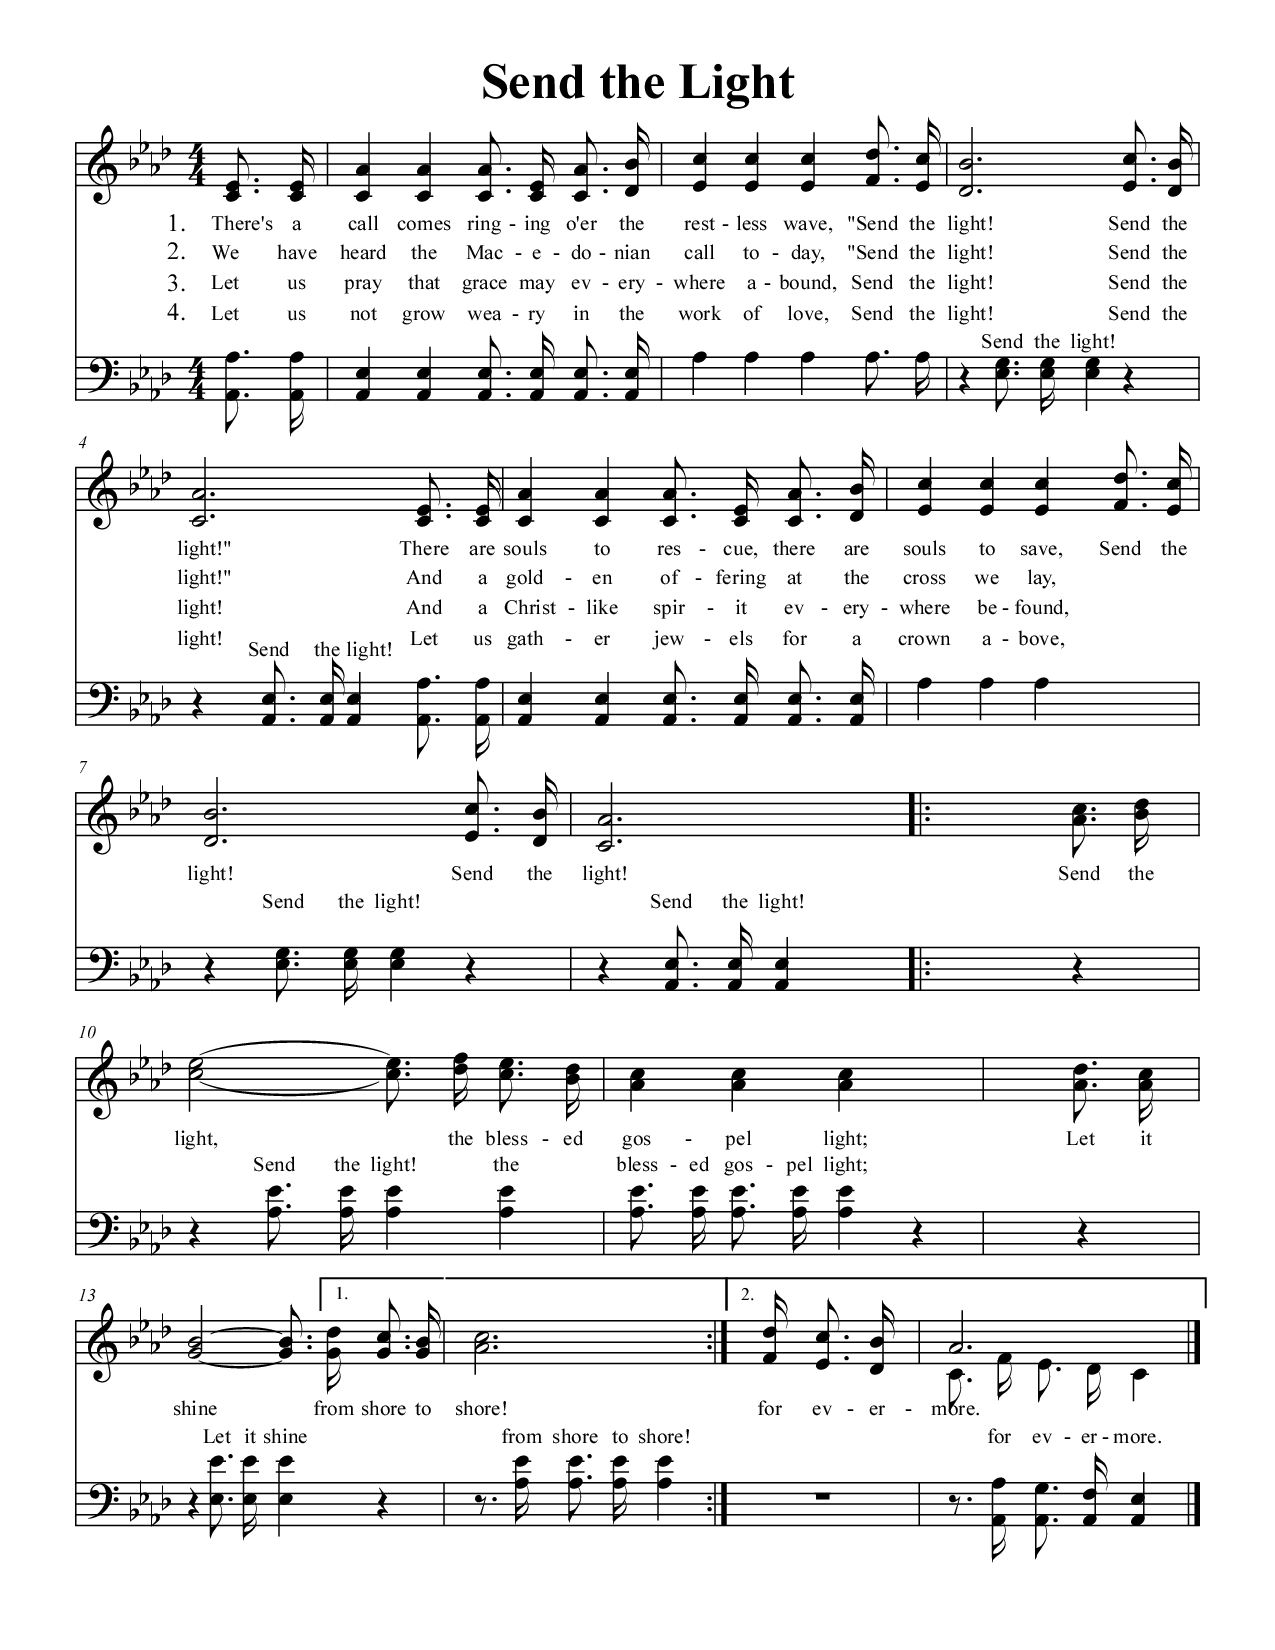 Send the Light
4
4
1. There's a call comes ring - ing o'er the rest - less wave, "Send the light! Send the
2. We have heard the Mac - e - do - nian call to - day, "Send the light! Send the
3. Let us pray that grace may ev - ery - where a - bound, Send the light! Send the
4. Let us not grow wea - ry in the work of love, Send the light! Send the
Send the light!
4
4
4
light!" There are souls to res - cue, there are souls to save, Send the
light!" And a gold - en of - fering at the cross we lay,
light! And a Christ - like spir - it ev - ery - where be - found,
light! Let us gath - er jew - els for a crown a - bove,
Send the light!
7
light! Send the light! Send the
Send the light! Send the light!
10
light, the bless - ed gos - pel light; Let it
Send the light! the bless - ed gos - pel light;
13
1. 2.
shine from shore to shore! for ev - er - more.
Let it shine from shore to shore! for ev - er - more.